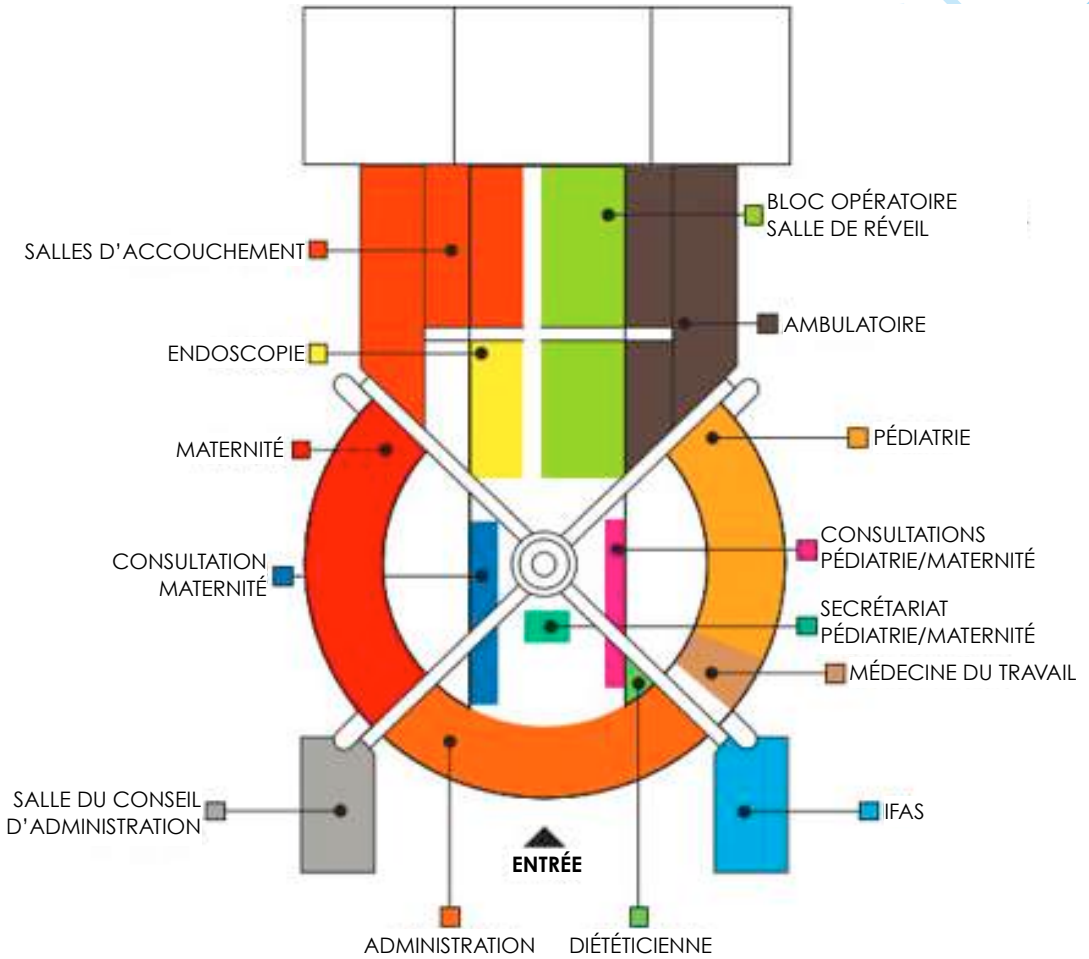 BLOC OPÉRATOIRE
SALLE DE RÉVEIL
SALLES D’ACCOUCHEMENT
AMBULATOIRE
ENDOSCOPIE
PÉDIATRIE
MATERNITÉ
CONSULTATIONS
PÉDIATRIE/MATERNITÉ
CONSULTATION
MATERNITÉ
SECRÉTARIAT
PÉDIATRIE/MATERNITÉ
MÉDECINE DU TRAVAIL
SALLE DU CONSEIL
D’ADMINISTRATION
IFAS
ENTRÉE
ADMINISTRATION
DIÉTÉTICIENNE